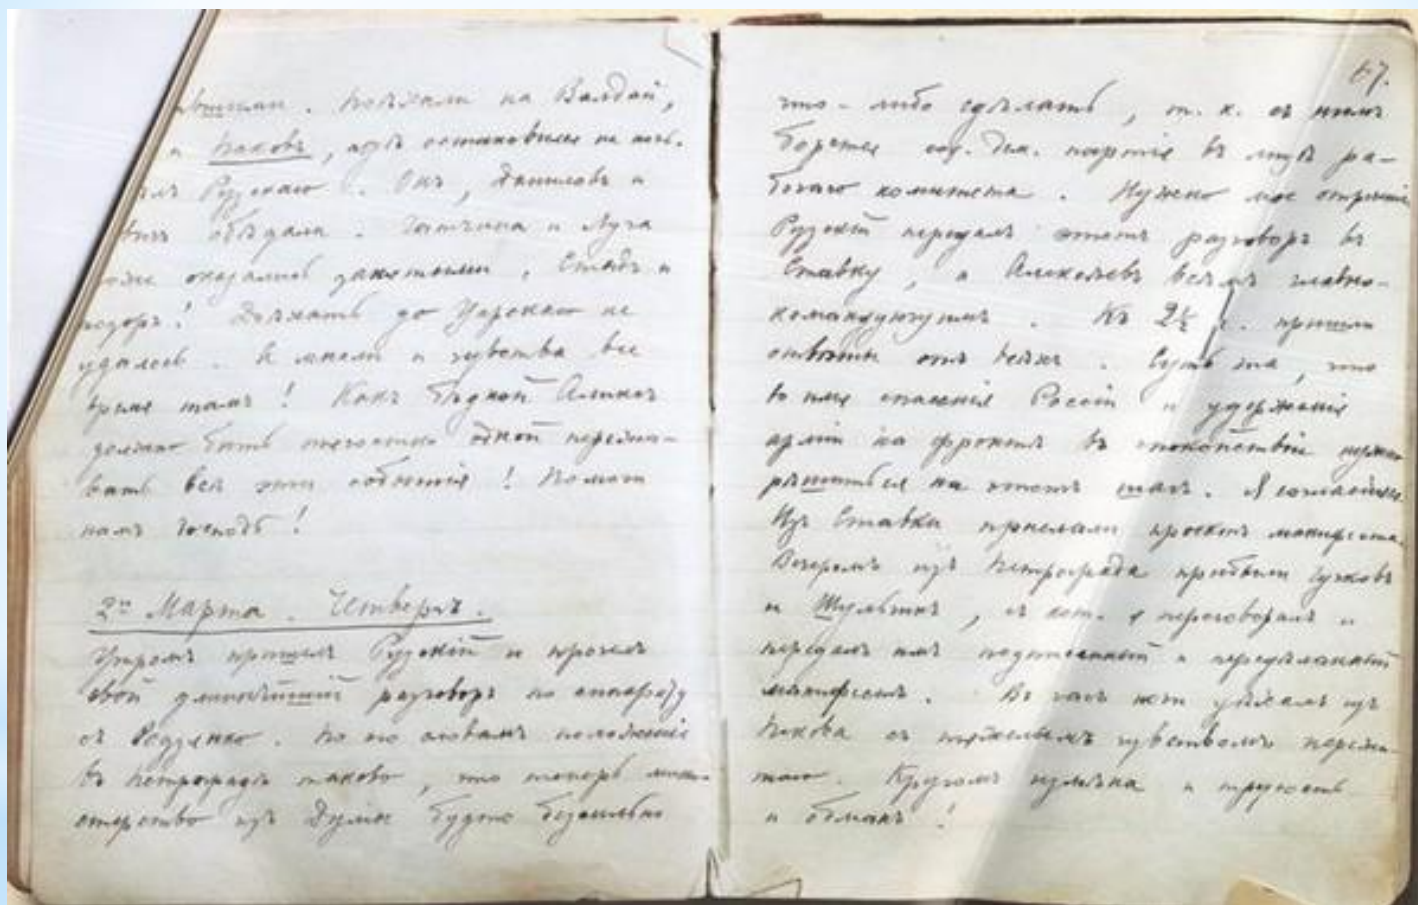 . Поѣхали на Валдай,
и Псковъ, гдѣ остановился на ночь.
Рузскаго. Онъ, Даниловъ и
обѣдали. Гатчина и Луга
тоже оказались занятыми. Стыдъ и
позоръ! Доѣхать до Царскаго не
удалось. А мысли и чувства все
время тамъ! Какъ бѣдной Аликсъ
должно быть тягостно одной пережи-
вать всѣ эти событія! Помоги
намъ Господь!
2го Марта. Четвергъ.
Утромъ пришелъ Рузскій и прочелъ
свой длиннѣйшій разговоръ по аппарату
съ Родзянко. По его словамъ положеніе
въ Петроградѣ таково, что теперь мини-
стерство изъ Думы будто безсильно
67.
что-либо сдѣлать, т. к. съ нимъ
борется соц. дем. партія въ лицѣ ра-
бочаго комитета. Нужно мое отреченіе
Рузскій передалъ этотъ разговоръ въ
Ставку, а Алексѣевъ всѣмъ главно-
командующимъ. Къ 2½ ч. пришли
отвѣты отъ всѣхъ. Суть та, что
во имя спасенія Россіи и удержанія
арміи на фронтѣ въ спокойствіи нужно
рѣшиться на этотъ шагъ. Я согласился
Изъ Ставки прислали проектъ манифеста.
Вечеромъ изъ Петрограда прибыли Гучковъ
и Шульгинъ, съ кот. я переговорилъ и
передалъ имъ подписанный и передѣланный
манифестъ. Въ часъ ночи уѣхалъ изъ
Пскова съ тяжелымъ чувствомъ пережи-
таго. Кругомъ измѣна и трусость
и обманъ!